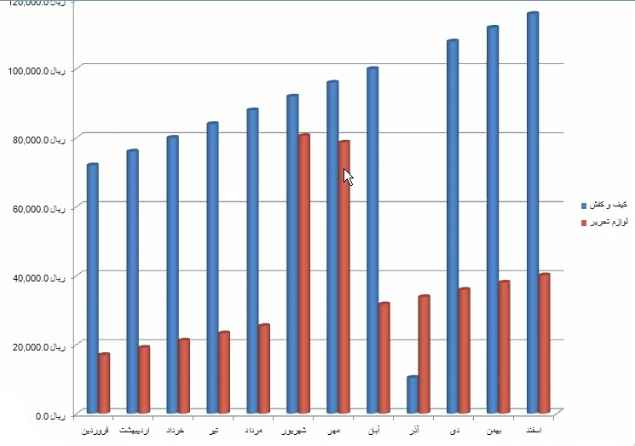 120,000.0 ریال
100,000.0 ریال
80,000.0 ریال
60,000.0 ریال
40,000.0 ریال
20,000.0 ریال
0.0 ریال
فروردین اردیبهشت خرداد تیر مرداد شهریور مهر آبان آذر دی بهمن اسفند
کیف و کفش
لوازم تحریر